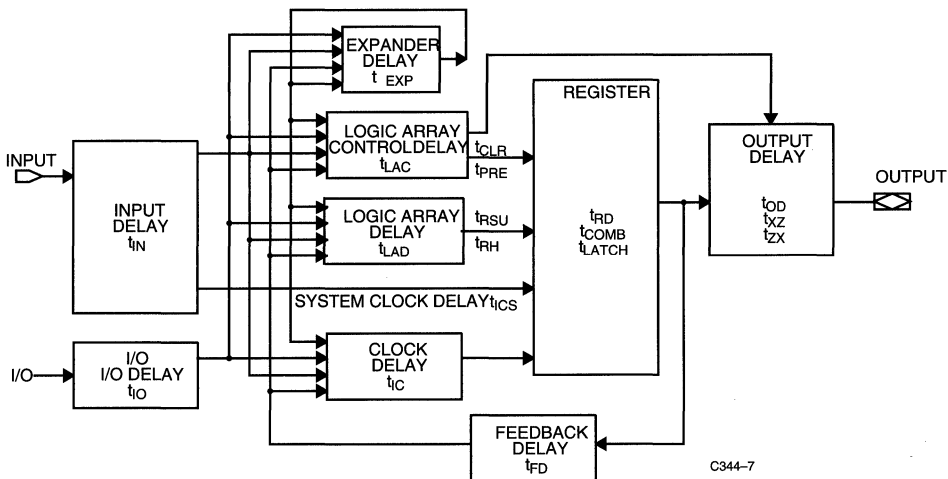 EXPANDER
DELAY
t EXP
REGISTER
LOGIC ARRAY
CONTROLDELAY
tLAC
tCLR
tPRE
OUTPUT
DELAY
tOD
tXZ
tZX
INPUT
OUTPUT
INPUT
DELAY
tIN
LOGIC ARRAY
DELAY
tLAD
tRSU
tRH
tRD
tCOMB
tLATCH
SYSTEM CLOCK DELAYtICS
I/O
I/O
I/O DELAY
tIO
CLOCK
DELAY
tIC
FEEDBACK
DELAY
tFD
C344–7